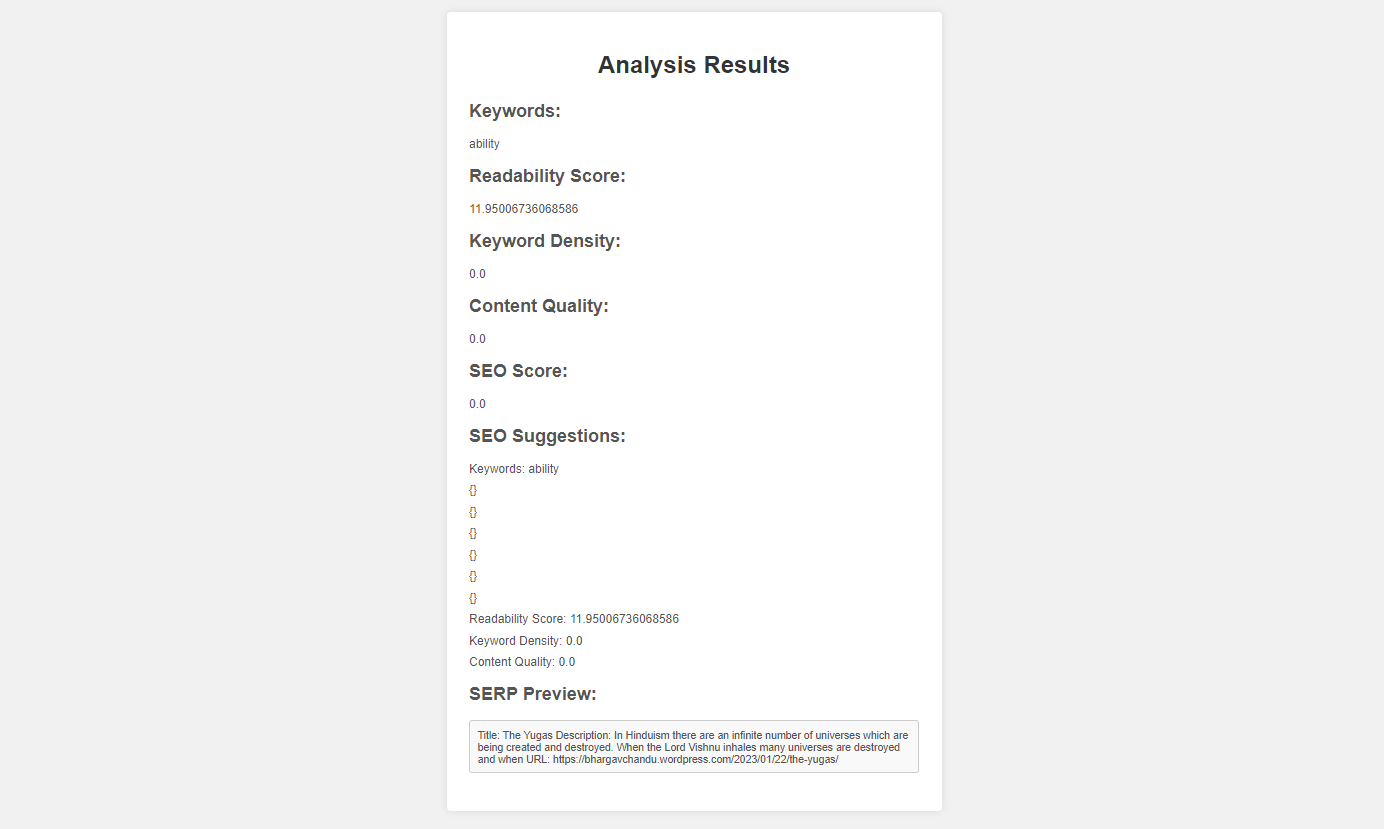 Analysis Results
Keywords:
ability
Readability Score:
11.95006736068586
Keyword Density:
0.0
Content Quality:
0.0
SEO Score:
0.0
SEO Suggestions:
Keywords: ability
{}
{}
{}
{}
{}
{}
Readability Score: 11.95006736068586
Keyword Density: 0.0
Content Quality: 0.0
SERP Preview:
Title: The Yugas Description: In Hinduism there are an infinite number of universes which are
being created and destroyed. When the Lord Vishnu inhales many universes are destroyed
and when URL: https://bhargavchandu.wordpress.com/2023/01/22/the-yugas/